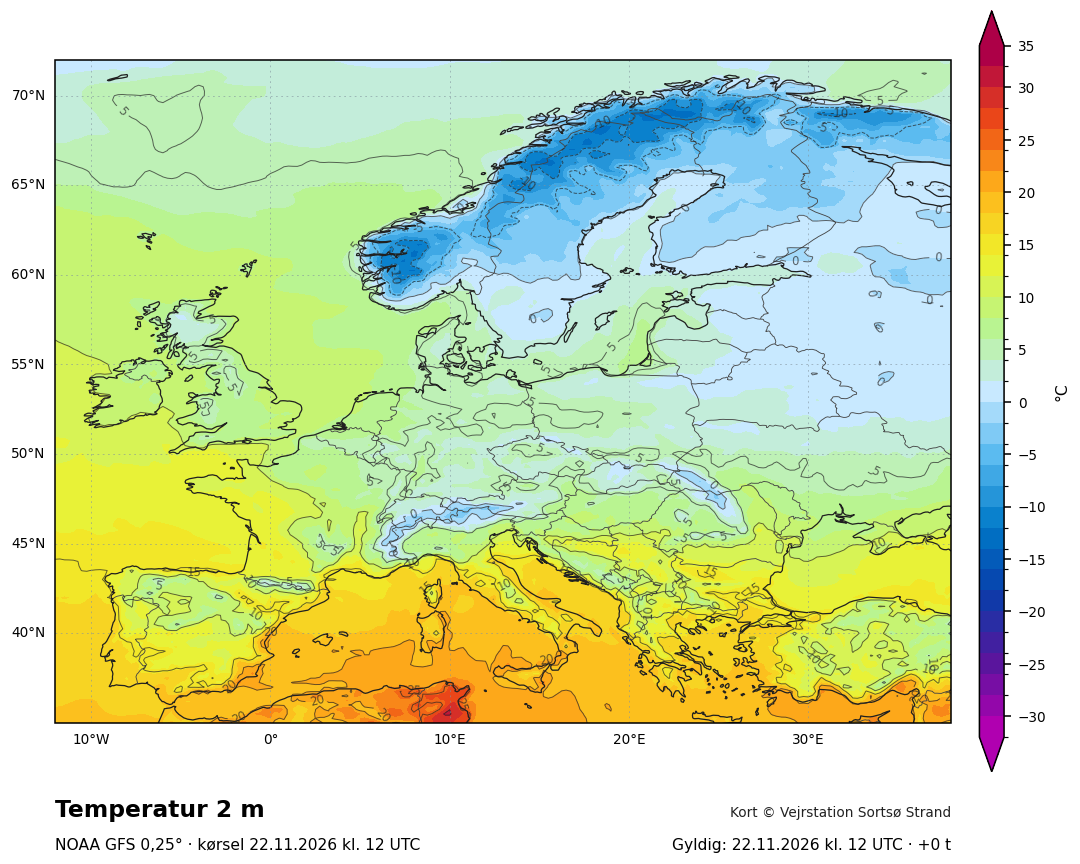 70°N
65°N
60°N
55°N
50°N
45°N
40°N
10°W
0°
10°E
20°E
30°E
35
30
25
20
15
10
5
0
−5
−10
−15
−20
−25
−30
°C
Temperatur 2 m
Kort © Vejrstation Sortsø Strand
NOAA GFS 0,25° · kørsel 22.11.2026 kl. 12 UTC
Gyldig: 22.11.2026 kl. 12 UTC · +0 t